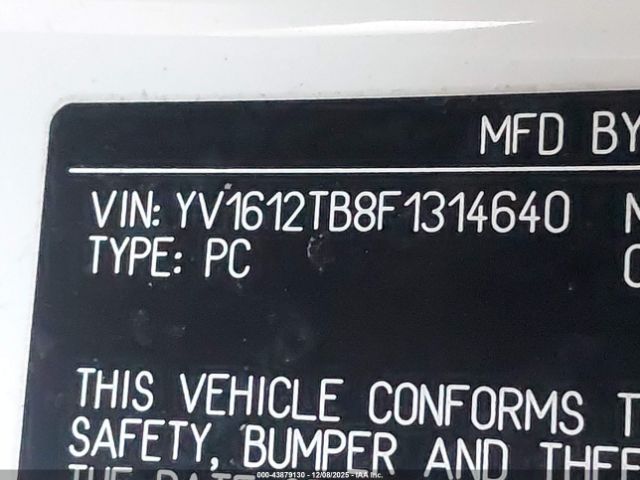 MFD BY
VIN: YV1612TB8F1314640
TYPE: PC
THIS VEHICLE CONFORMS
SAFETY, BUMPER AND
000-43879130 - 12/08/2025 - IAA Inc.